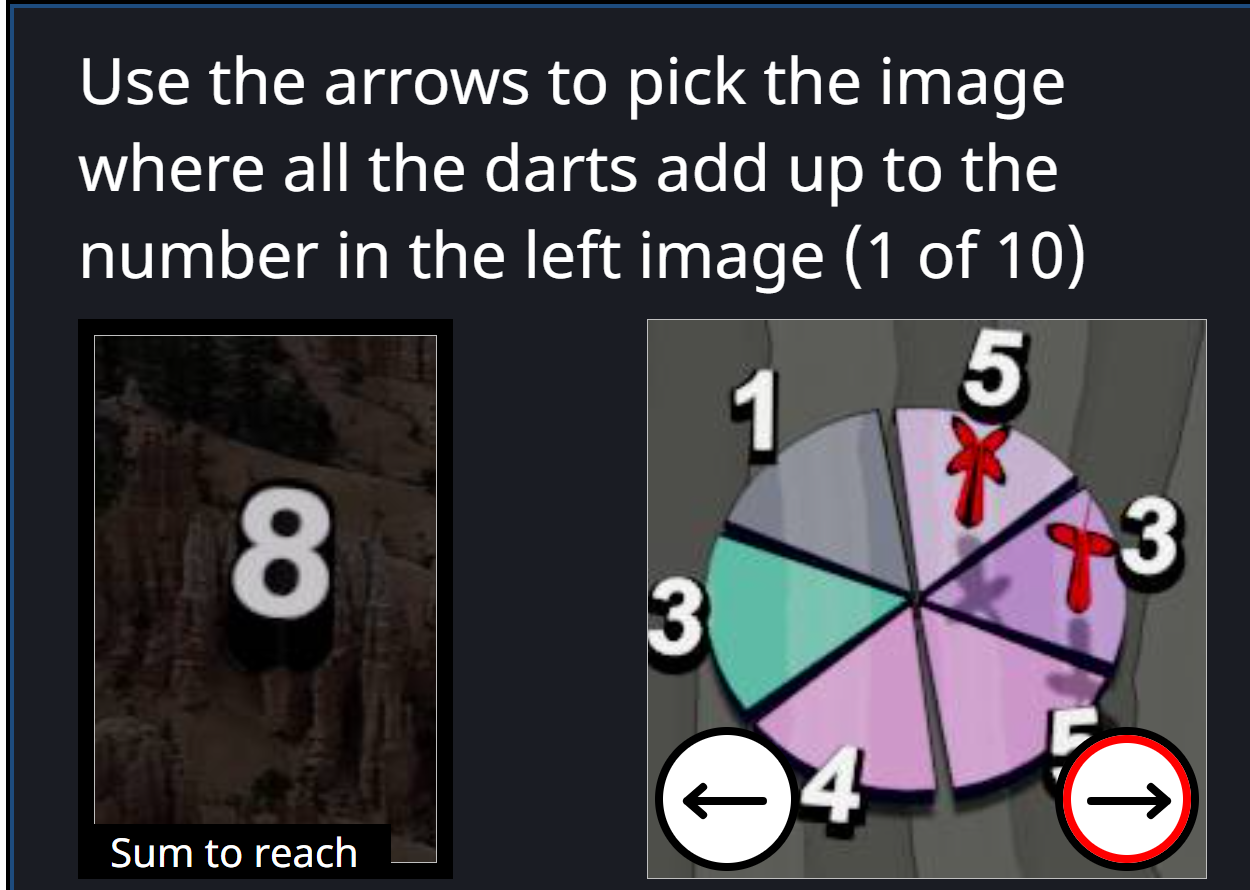 Use the arrows to pick the image
where all the darts add up to the
number in the left image (1 of 10)
8
Sum to reach
1
5
3
3
4
5